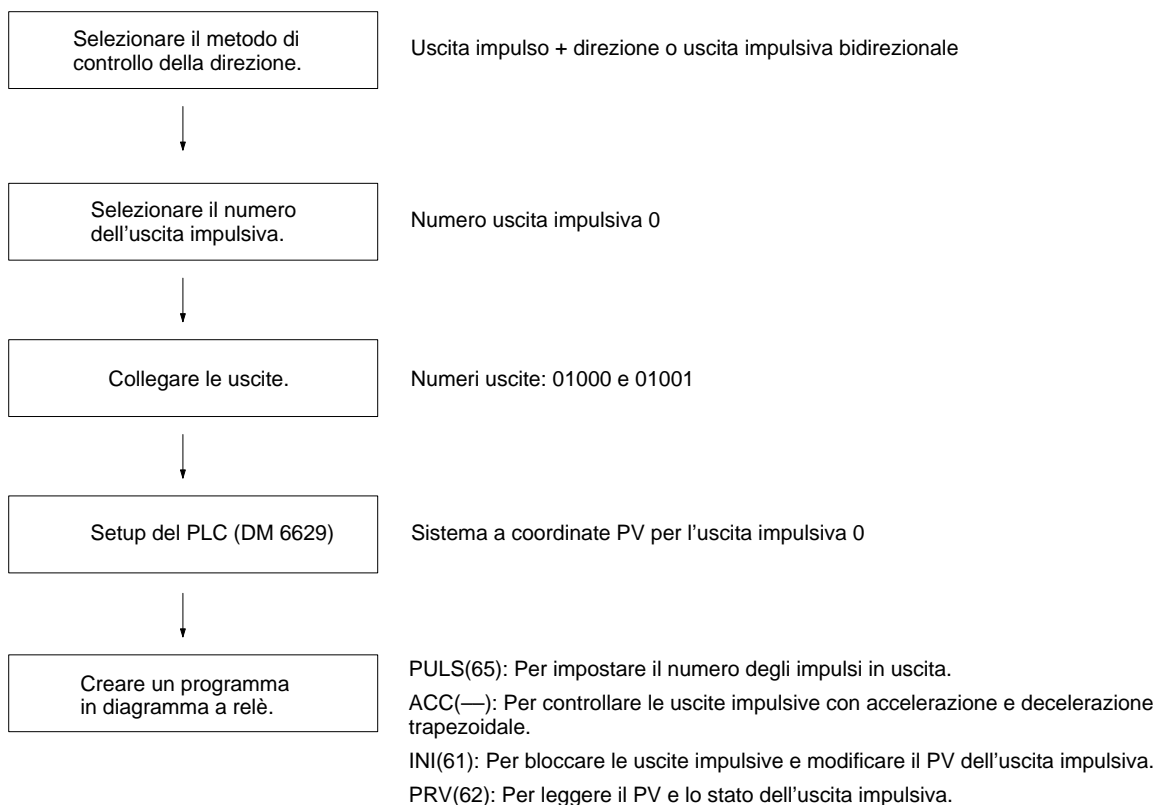 Selezionare il metodo di
controllo della direzione.
Uscita impulso + direzione o uscita impulsiva bidirezionale
Selezionare il numero
dell'uscita impulsiva.
Numero uscita impulsiva 0
Collegare le uscite.
Numeri uscite: 01000 e 01001
Setup del PLC (DM 6629)
Sistema a coordinate PV per l'uscita impulsiva 0
Creare un programma
in diagramma a relè.
PULS(65): Per impostare il numero degli impulsi in uscita.
ACC(––): Per controllare le uscite impulsive con accelerazione e decelerazione
trapezoidale.
INI(61): Per bloccare le uscite impulsive e modificare il PV dell'uscita impulsiva.
PRV(62): Per leggere il PV e lo stato dell'uscita impulsiva.